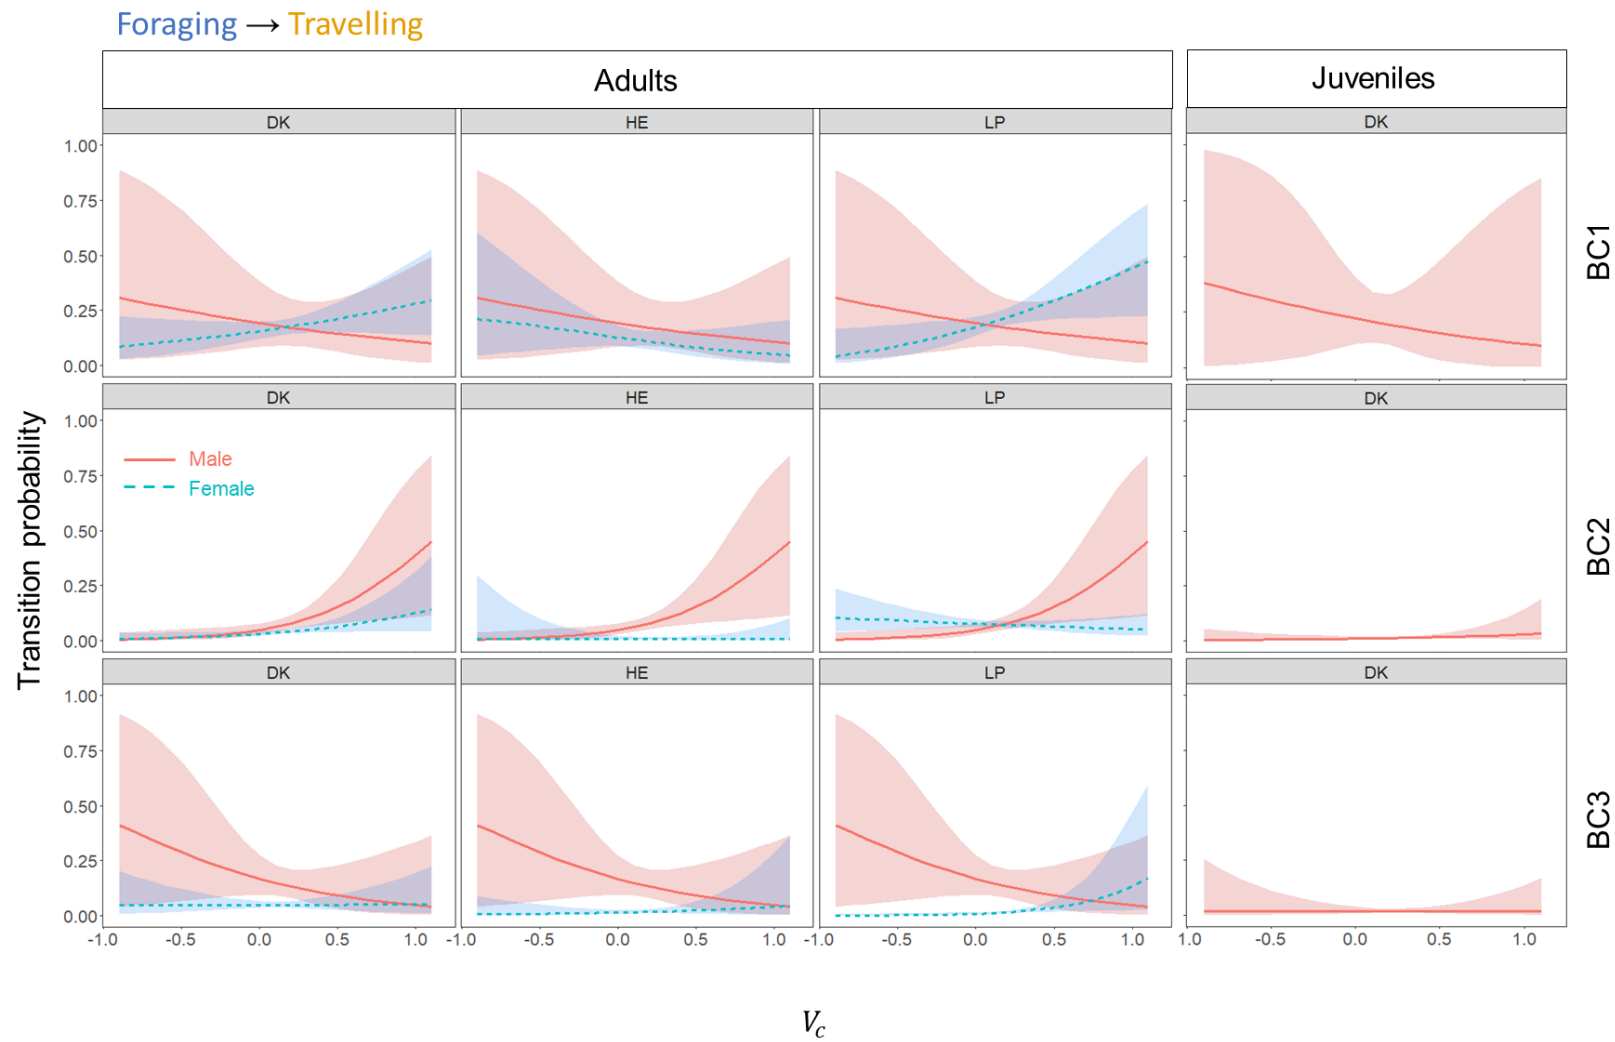 Foraging → Travelling
Adults
Juveniles
DK
HE
LP
DK
1.00
0.75
0.50
0.25
0.00
BC1
DK
HE
LP
DK
1.00
0.75
0.50
0.25
0.00
Male
Female
BC2
Transition probability
DK
HE
LP
DK
1.00
0.75
0.50
0.25
0.00
BC3
-1.0 -0.5 0.0 0.5 1.0
-1.0 -0.5 0.0 0.5 1.0
-1.0 -0.5 0.0 0.5 1.0
1.0 -0.5 0.0 0.5 1.0
Vc